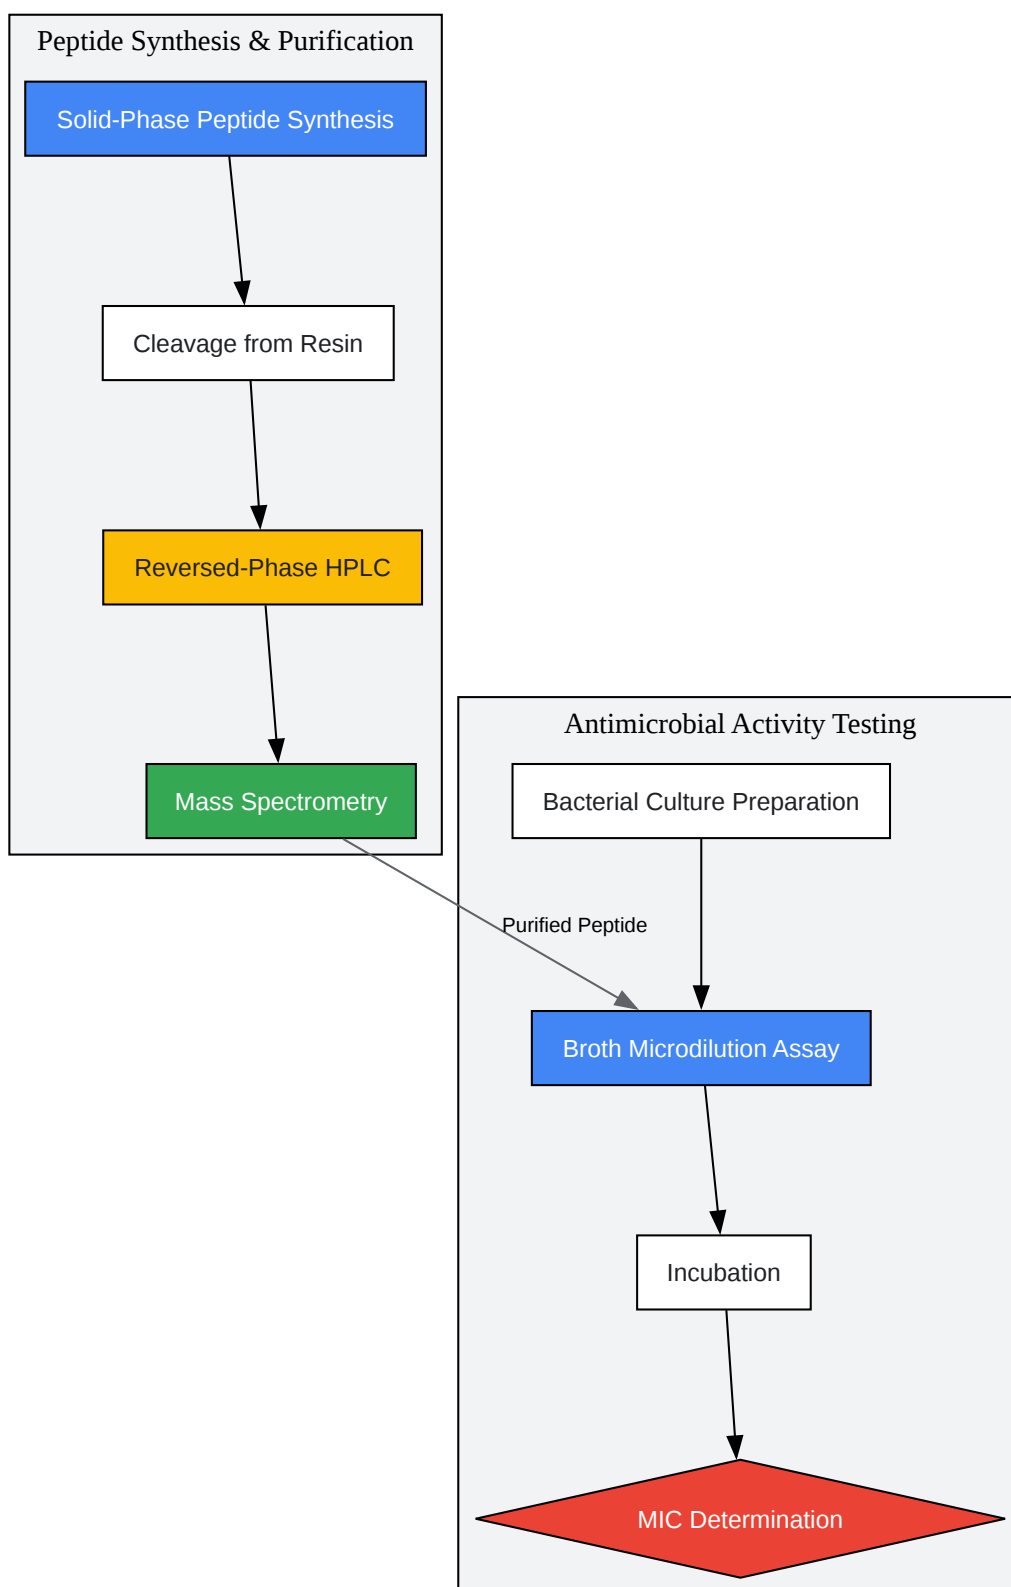 Peptide Synthesis & Purification
Solid-Phase Peptide Synthesis
Cleavage from Resin
Reversed-Phase HPLC
Mass Spectrometry
Antimicrobial Activity Testing
Bacterial Culture Preparation
Purified Peptide
Broth Microdilution Assay
Incubation
MIC Determination